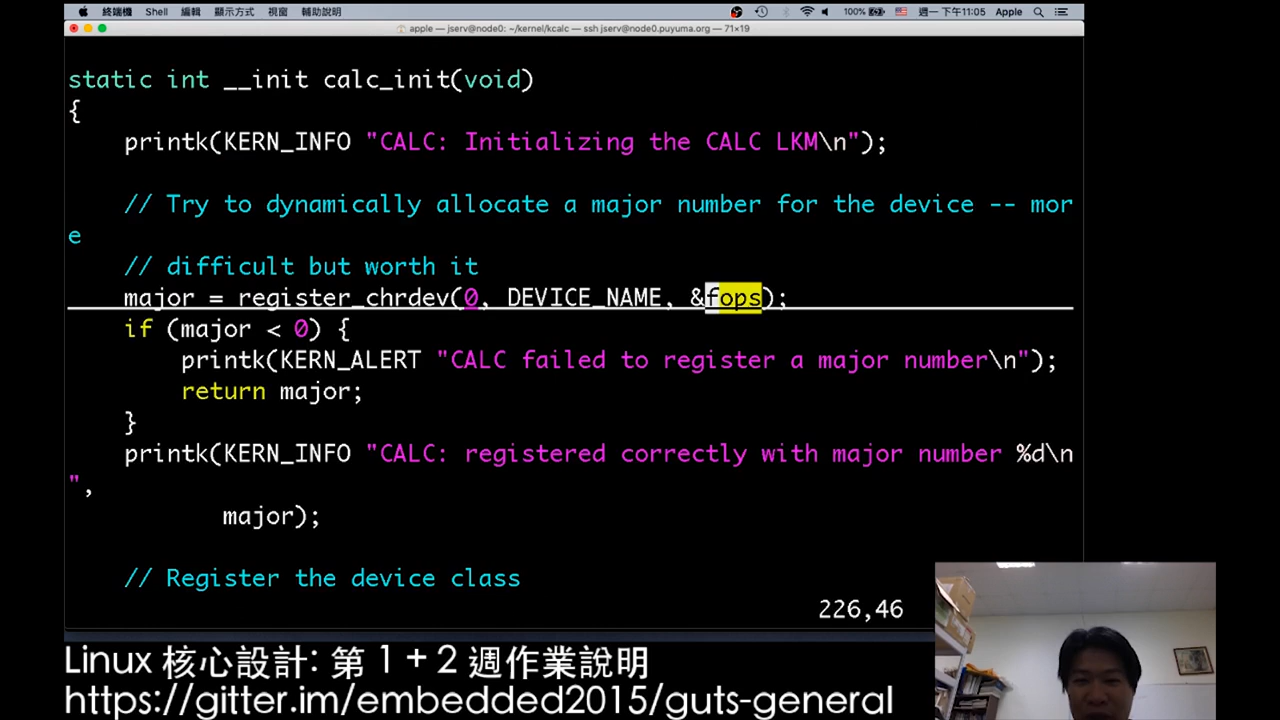 終端機 Shell 編輯 顯示方式 視窗 輔助說明 100% 週一 下午11:05 Apple
apple — jserv@node0: ~/kernel/kcalc — ssh jserv@node0.puyuma.org — 71×19
static int __init calc_init(void)
{
printk(KERN_INFO "CALC: Initializing the CALC LKM\n");
// Try to dynamically allocate a major number for the device -- mor
e
// difficult but worth it
major = register_chrdev(0, DEVICE_NAME, &fops);
if (major < 0) {
printk(KERN_ALERT "CALC failed to register a major number\n");
return major;
}
printk(KERN_INFO "CALC: registered correctly with major number %d\n
",
major);
// Register the device class
226,46
Linux 核心設計: 第 1 + 2 週作業說明
https://gitter.im/embedded2015/guts-general